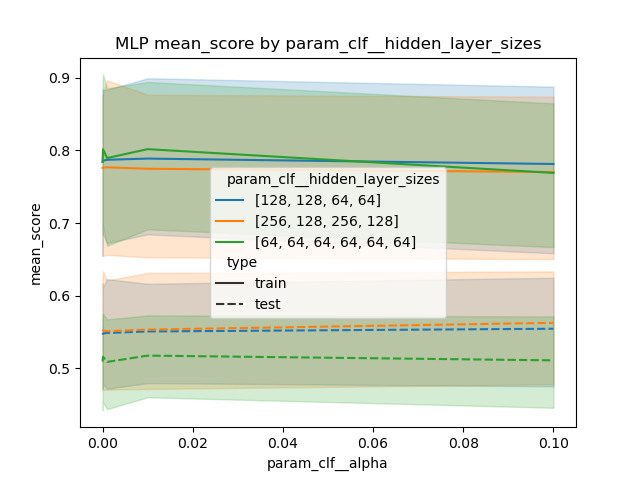 MLP mean_score by param_clf__hidden_layer_sizes
mean_score
0.9
0.8
0.7
0.6
0.5
param_clf__hidden_layer_sizes
[128, 128, 64, 64]
[256, 128, 256, 128]
[64, 64, 64, 64, 64, 64]
type
train
test
0.00 0.02 0.04 0.06 0.08 0.10
param_clf__alpha